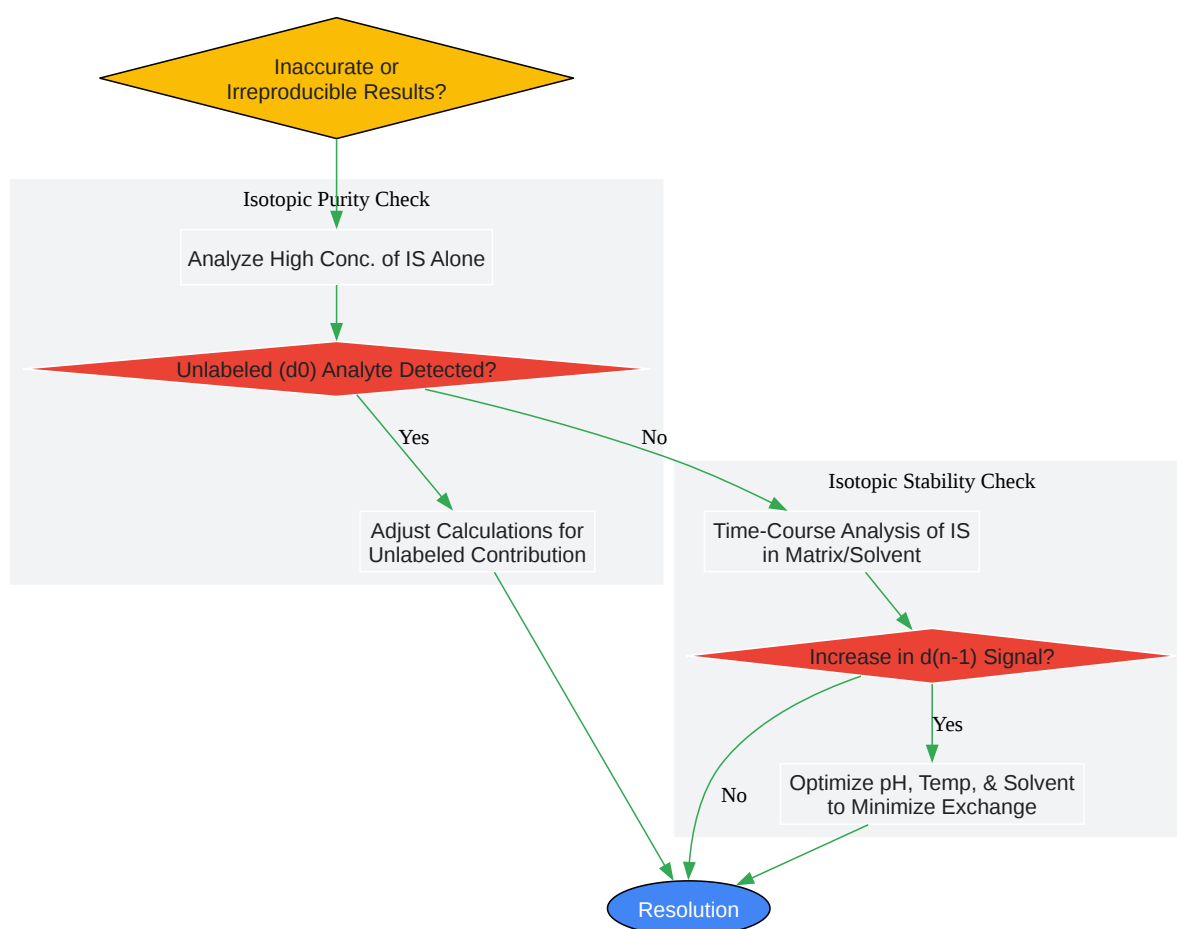 Inaccurate or
Irreproducible Results?
Isotopic Purity Check
Analyze High Conc. of IS Alone
Unlabeled (d0) Analyte Detected?
Yes
No
Adjust Calculations for
Unlabeled Contribution
Isotopic Stability Check
Time-Course Analysis of IS
in Matrix/Solvent
Increase in d(n-1) Signal?
Yes
No
Optimize pH, Temp, & Solvent
to Minimize Exchange
Resolution